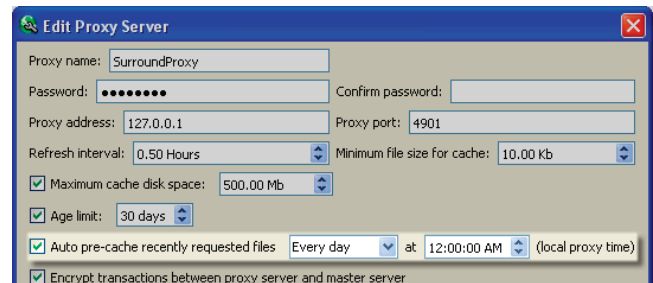 Edit Proxy Server
Proxy name: SurroundProxy
Password: ●●●●●●●● Confirm password:
Proxy address: 127.0.0.1 Proxy port: 4901
Refresh interval: 0.50 Hours Minimum file size for cache: 10.00 Kb
Maximum cache disk space: 500.00 Mb
Age limit: 30 days
Auto pre-cache recently requested files Every day at 12:00:00 AM (local proxy time)
Encrypt transactions between proxy server and master server